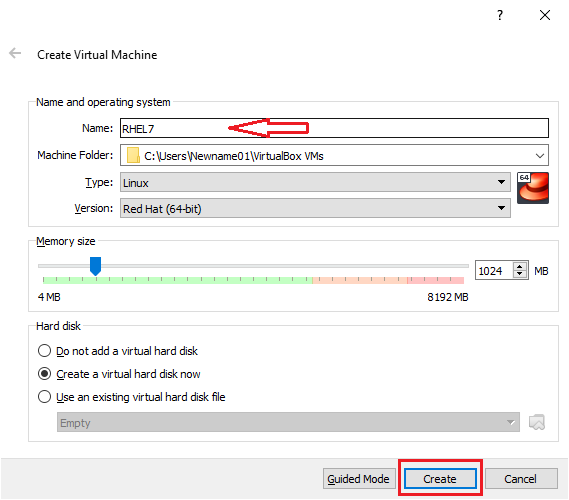 ?
Create Virtual Machine
Name and operating system
Name: RHEL7
Machine Folder: C:\Users\Newname01\VirtualBox VMs
Type: Linux
64
Version: Red Hat (64-bit)
Memory size
1024 MB
4 MB 8192 MB
Hard disk
Do not add a virtual hard disk
Create a virtual hard disk now
Use an existing virtual hard disk file
Empty
Guided Mode Create Cancel